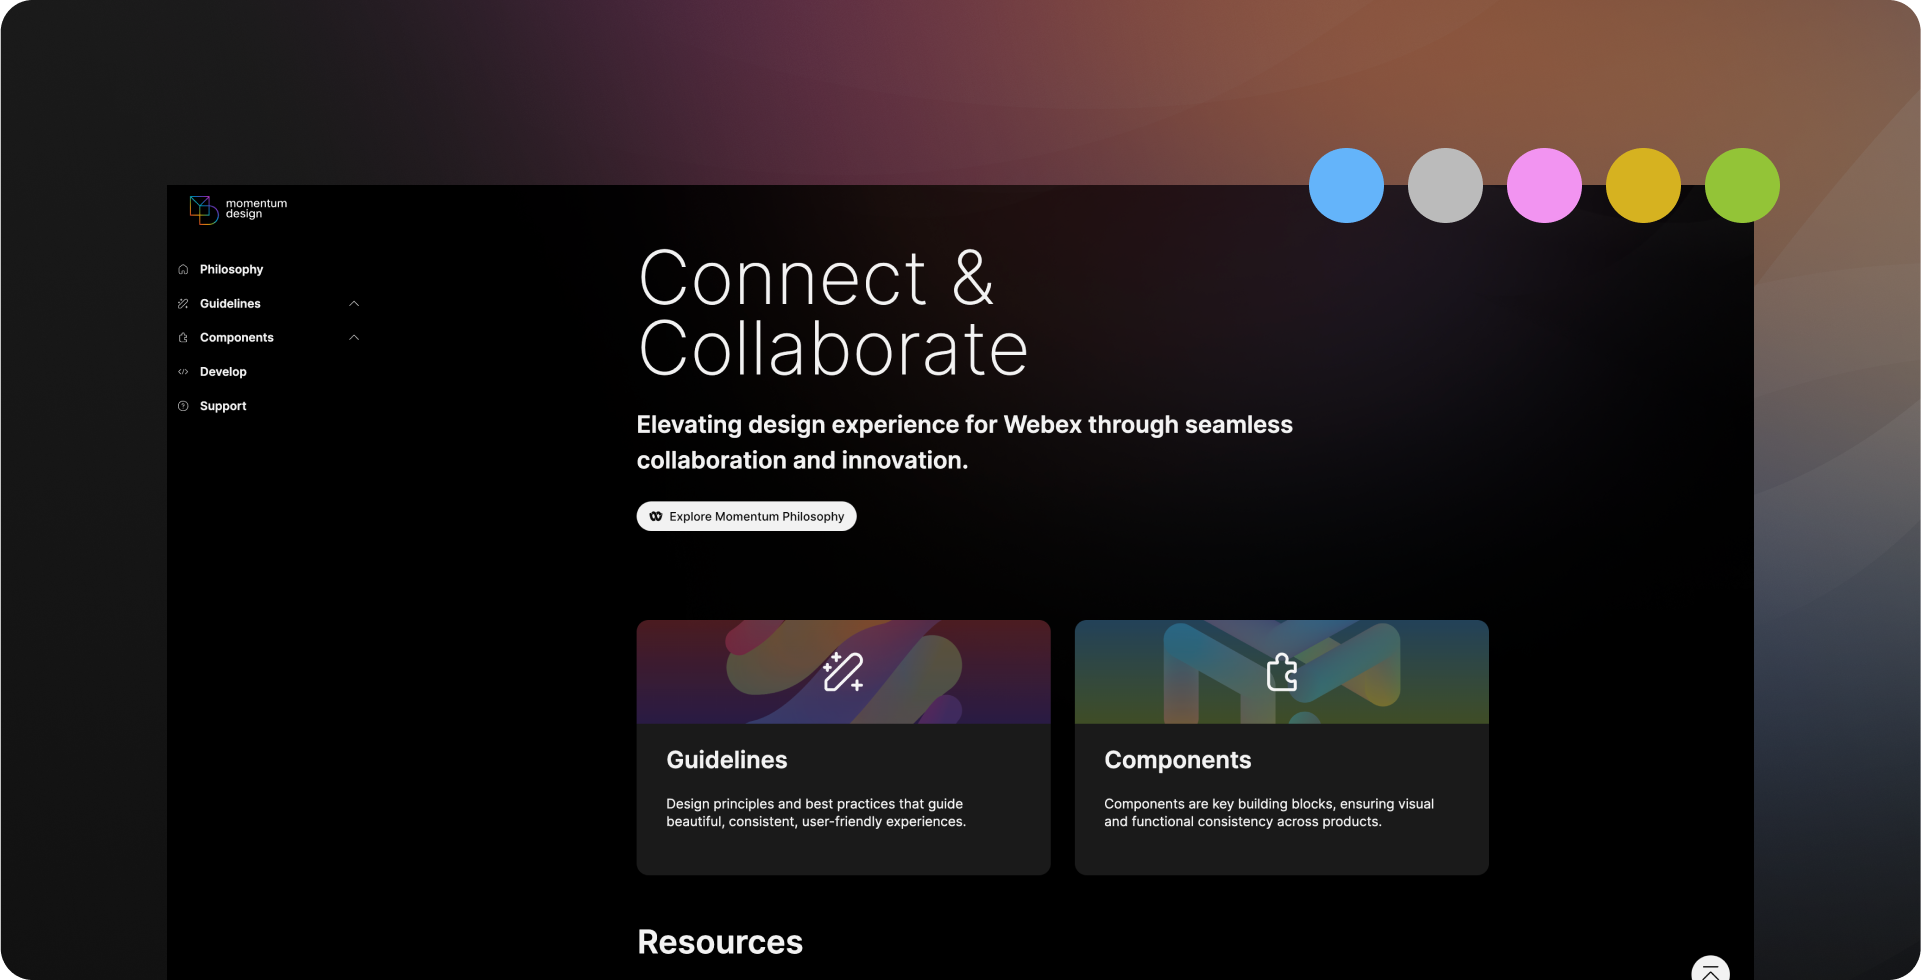 momentum
design
Philosophy
Guidelines
Components
Develop
Support
Connect &
Collaborate
Elevating design experience for Webex through seamless
collaboration and innovation.
Explore Momentum Philosophy
Guidelines
Design principles and best practices that guide
beautiful, consistent, user-friendly experiences.
Components
Components are key building blocks, ensuring visual
and functional consistency across products.
Resources